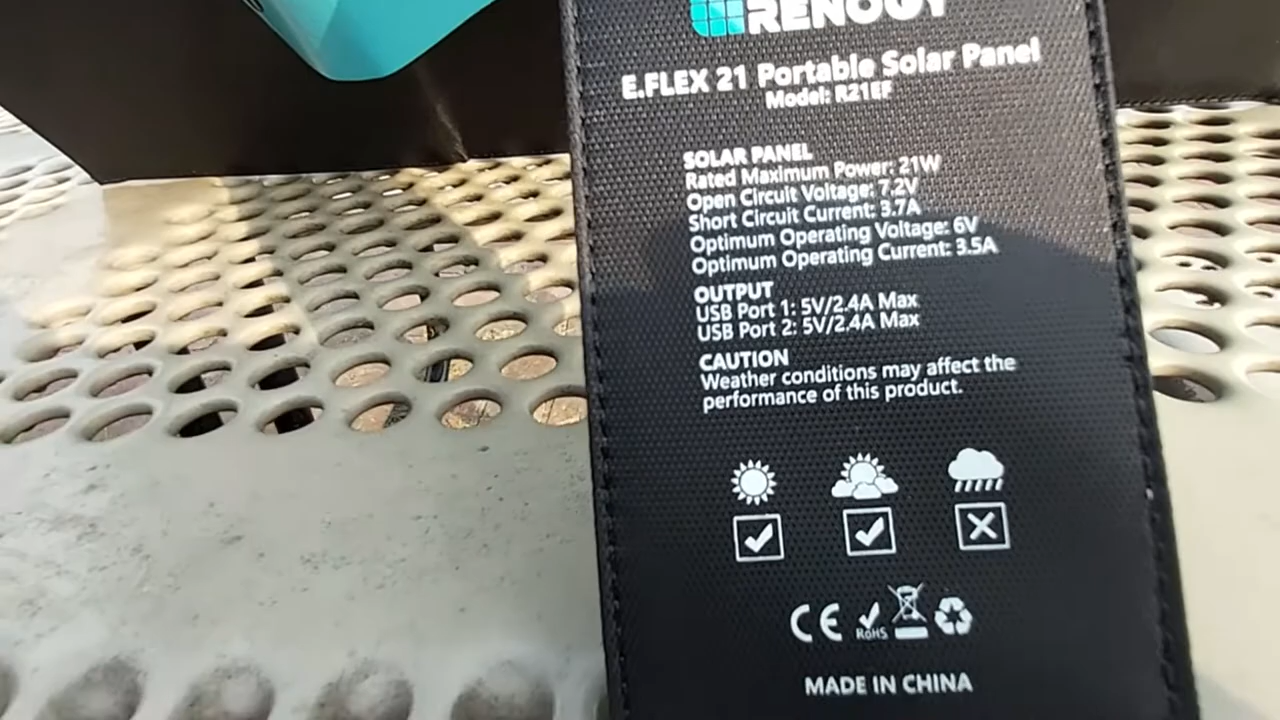 RENOGY
E.FLEX 21 Portable Solar Panel
Model: R21EF
SOLAR PANEL
Rated Maximum Power: 21W
Open Circuit Voltage: 7.2V
Short Circuit Current: 3.7A
Optimum Operating Voltage: 6V
Optimum Operating Current: 3.5A
OUTPUT
USB Port 1: 5V/2.4A Max
USB Port 2: 5V/2.4A Max
CAUTION
Weather conditions may affect the
performance of this product.
CE RoHS
MADE IN CHINA